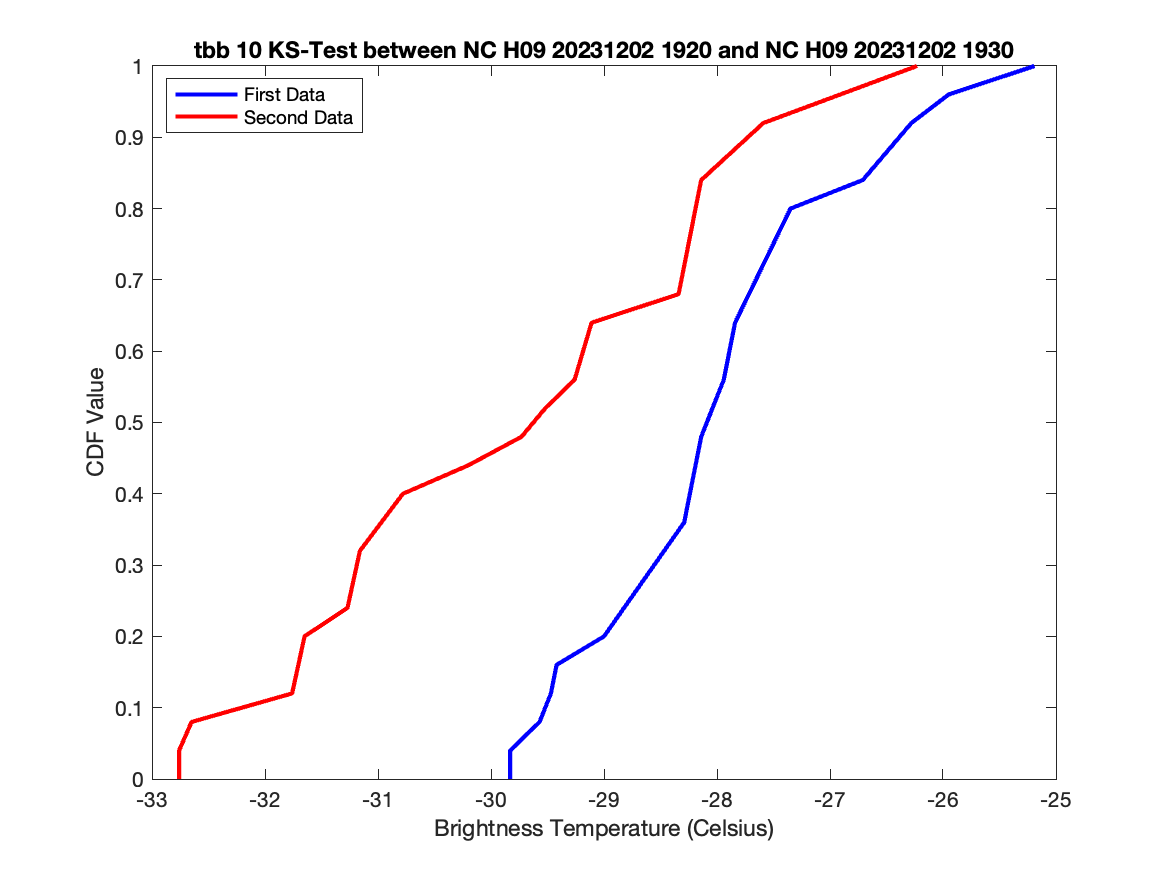 tbb 10 KS-Test between NC H09 20231202 1920 and NC H09 20231202 1930
First Data
Second Data
1
0.9
0.8
0.7
0.6
0.5
0.4
0.3
0.2
0.1
0
CDF Value
-33 -32 -31 -30 -29 -28 -27 -26 -25
Brightness Temperature (Celsius)